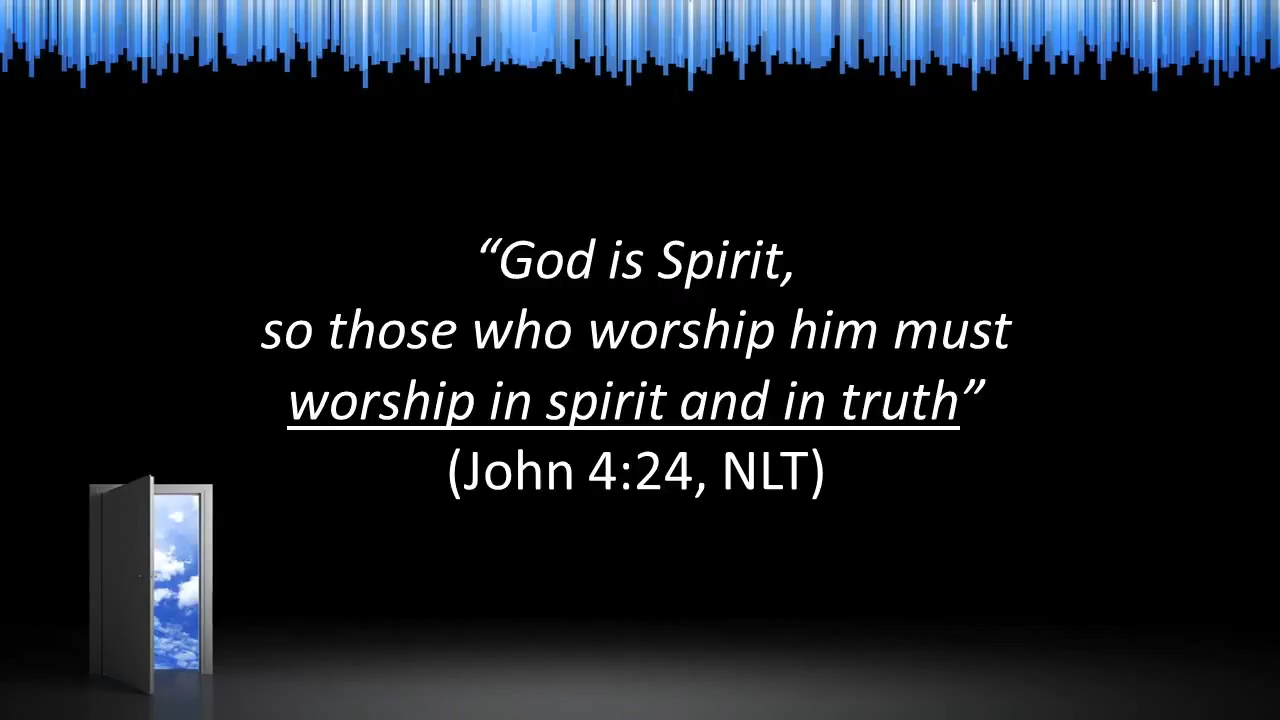 “God is Spirit,
so those who worship him must
worship in spirit and in truth”
(John 4:24, NLT)